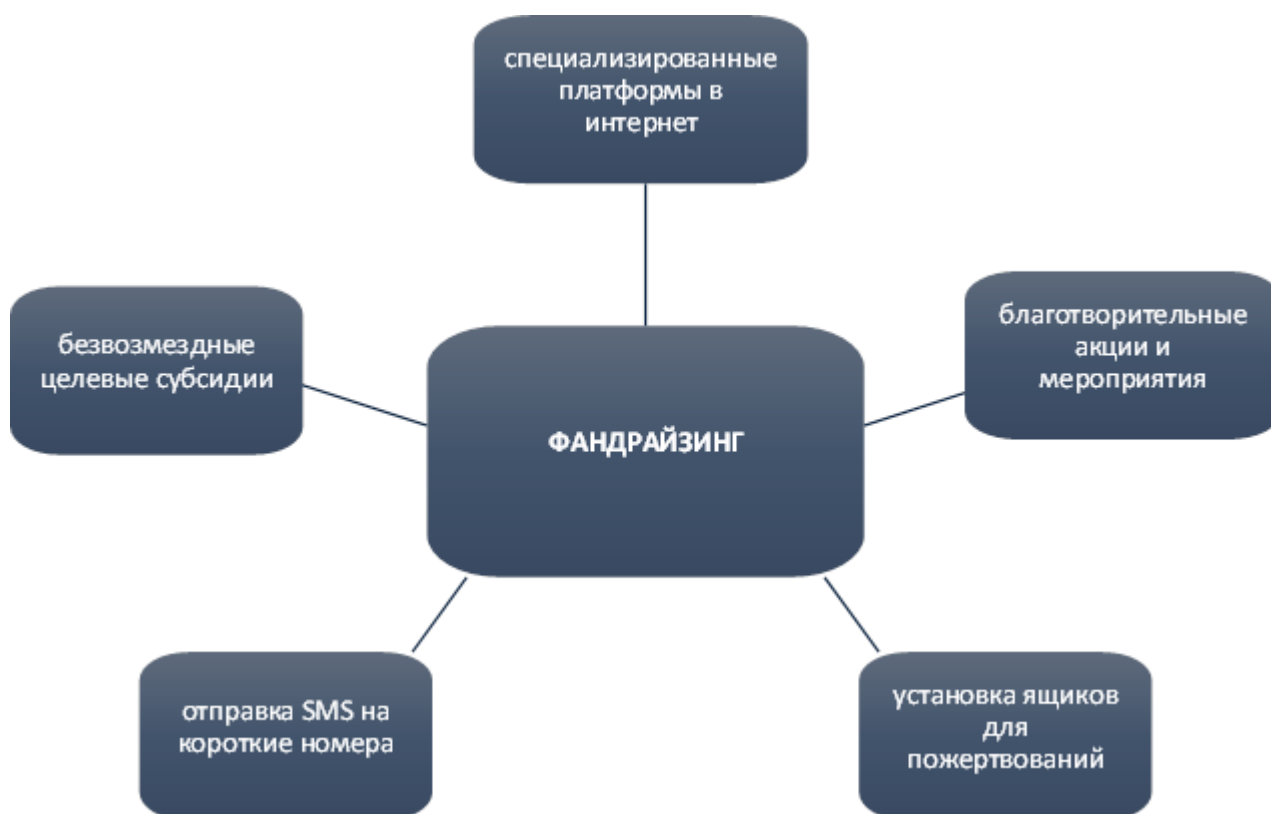 специализированные
платформы в
интернет
благотворительные
акции и
мероприятия
безвозмездные
целевые субсидии
ФАНДРАЙЗИНГ
отправка SMS на
короткие номера
установка ящиков
для
пожертвований